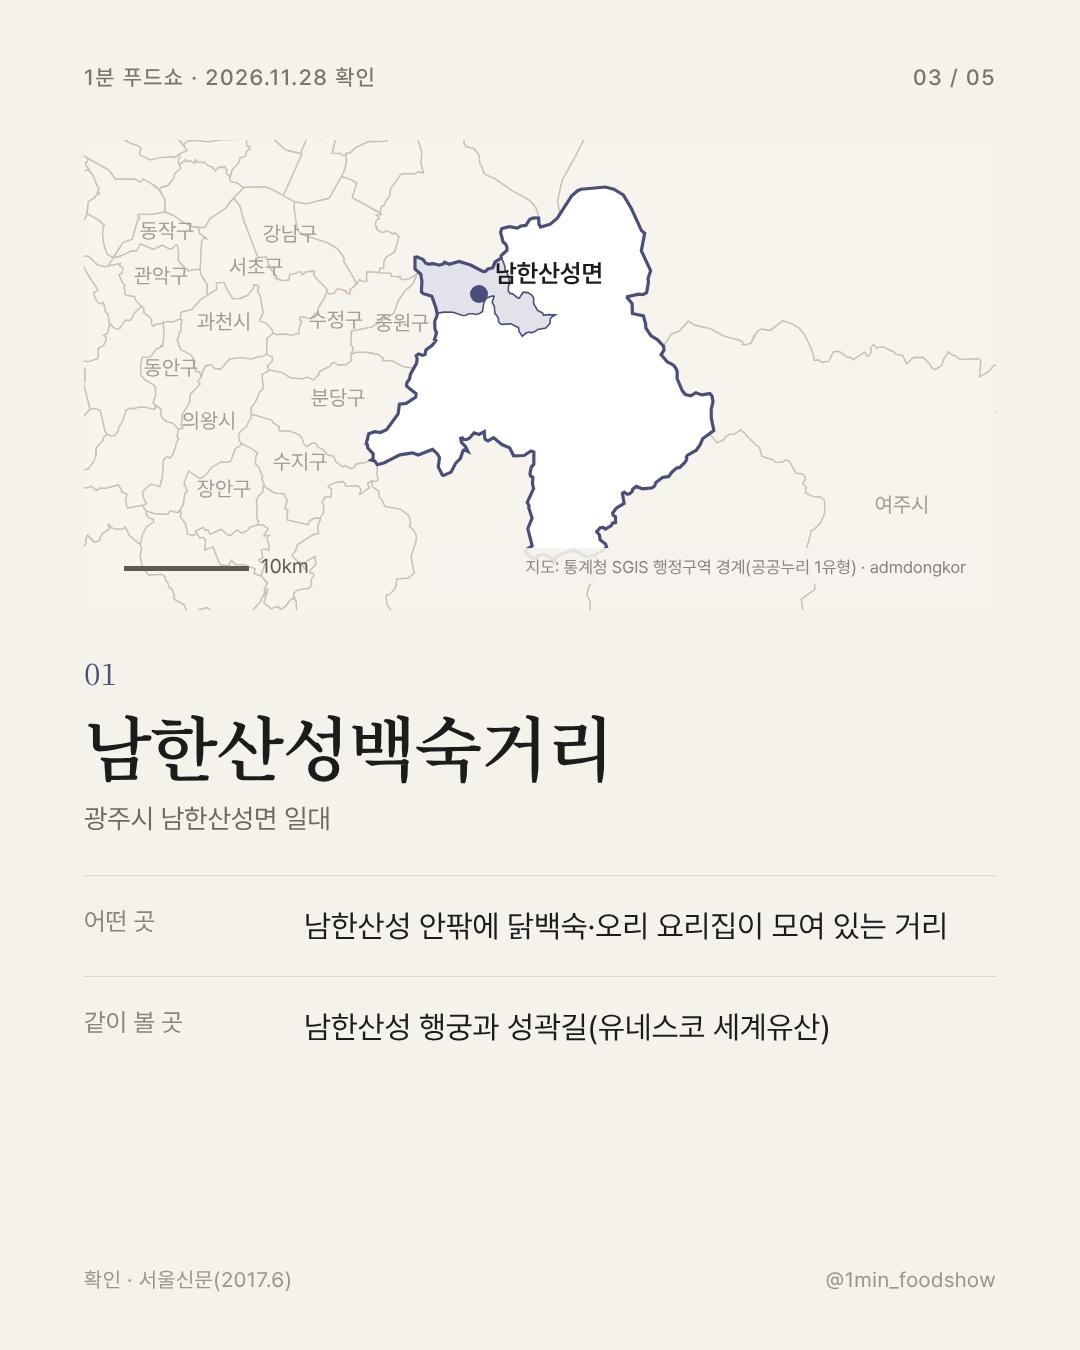 1분 푸드쇼 · 2026.11.28 확인
03 / 05
동작구
강남구
관악구
서초구
남한산성면
과천시
수정구
중원구
동안구
분당구
의왕시
수지구
장안구
여주시
10km
지도: 통계청 SGIS 행정구역 경계(공공누리 1유형) · admdongkor
01
남한산성백숙거리
광주시 남한산성면 일대
어떤 곳
남한산성 안팎에 닭백숙·오리 요리집이 모여 있는 거리
같이 볼 곳
남한산성 행궁과 성곽길(유네스코 세계유산)
확인 · 서울신문(2017.6)
@1min_foodshow